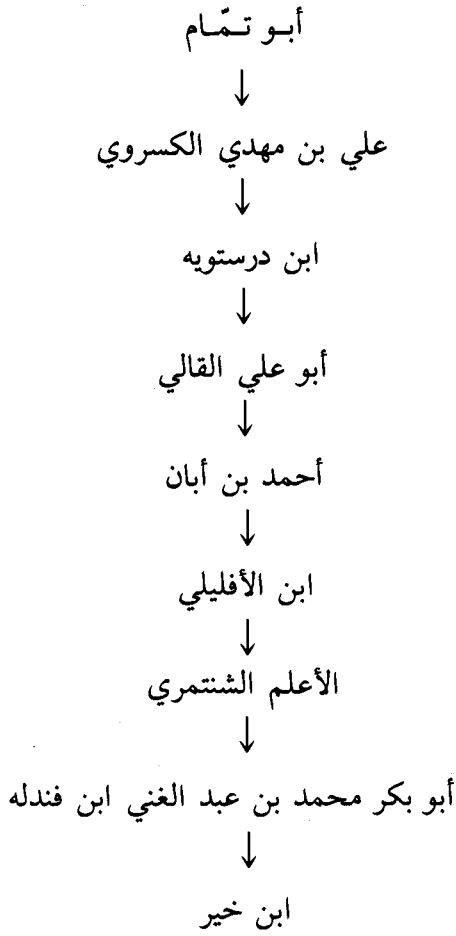 أبو تمّام
علي بن مهدي الكسروي
ابن درستويه
أبو علي القالي
أحمد بن أبان
ابن الأفليلي
الأعلم الشنتمري
أبو بكر محمد بن عبد الغني ابن فندله
ابن خير